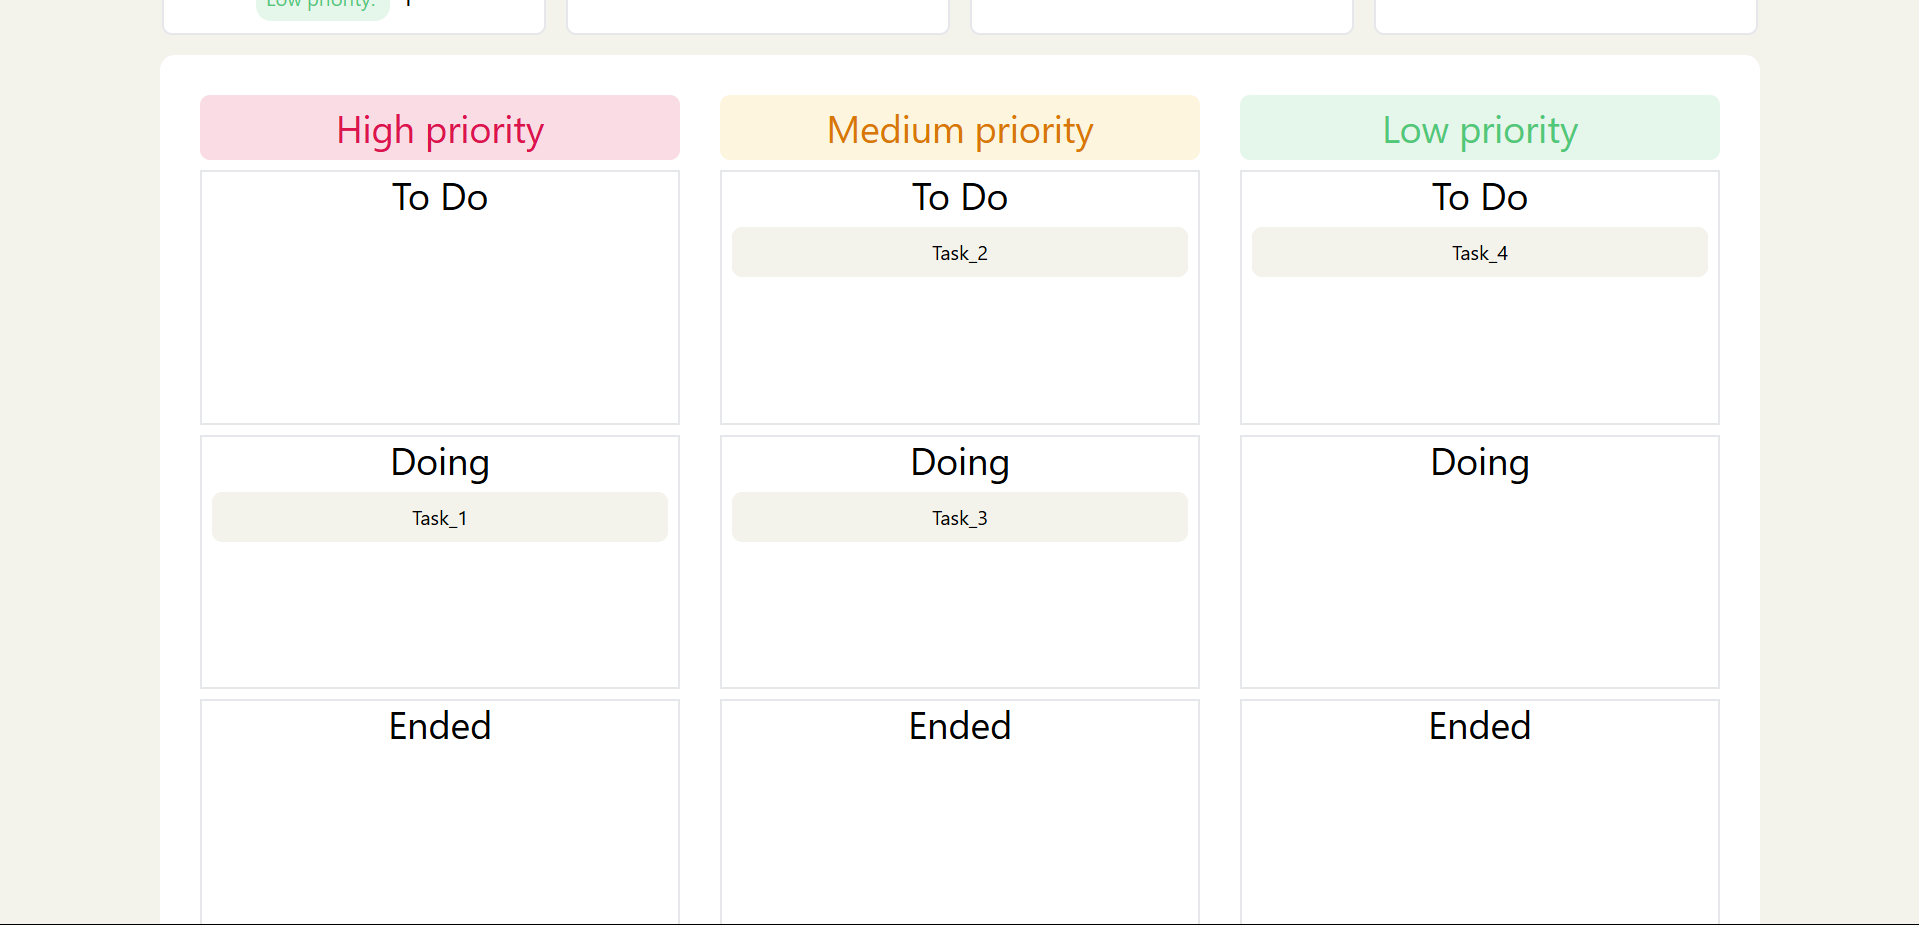 Low priority: 1
High priority
Medium priority
Low priority
To Do
To Do
Task_2
To Do
Task_4
Doing
Task_1
Doing
Task_3
Doing
Ended
Ended
Ended